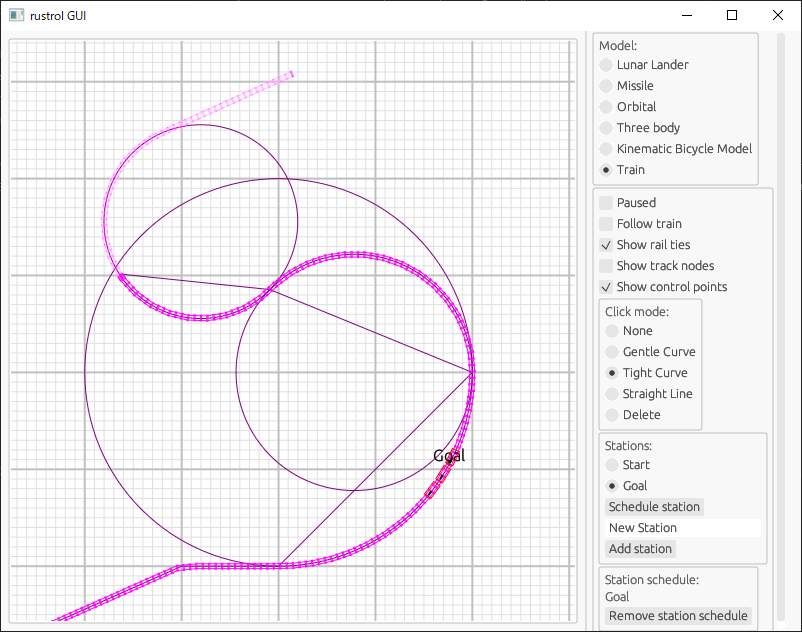 rustrol GUI
Goal
Model:
Lunar Lander
Missile
Orbital
Three body
Kinematic Bicycle Model
Train
Paused
Follow train
Show rail ties
Show track nodes
Show control points
Click mode:
None
Gentle Curve
Tight Curve
Straight Line
Delete
Stations:
Start
Goal
Schedule station
New Station
Add station
Station schedule:
Goal
Remove station schedule